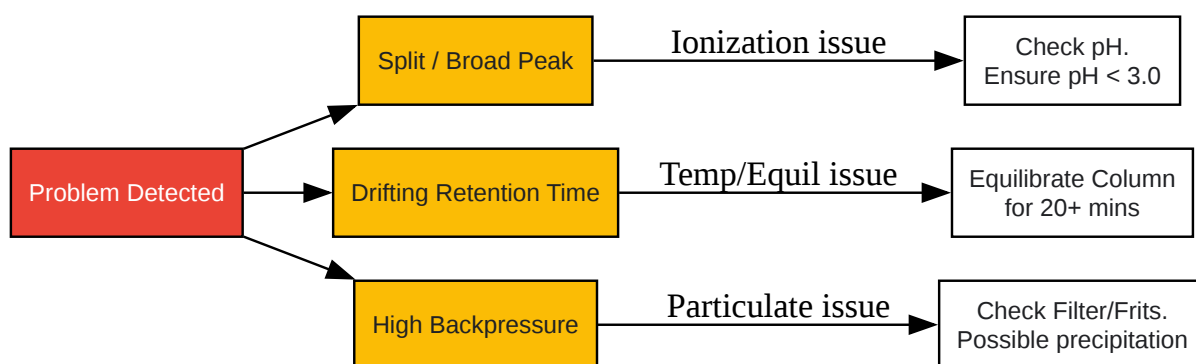 Problem Detected
Split / Broad Peak
Ionization issue
Check pH.
Ensure pH < 3.0
Drifting Retention Time
Temp/Equil issue
Equilibrate Column
for 20+ mins
High Backpressure
Particulate issue
Check Filter/Frits.
Possible precipitation